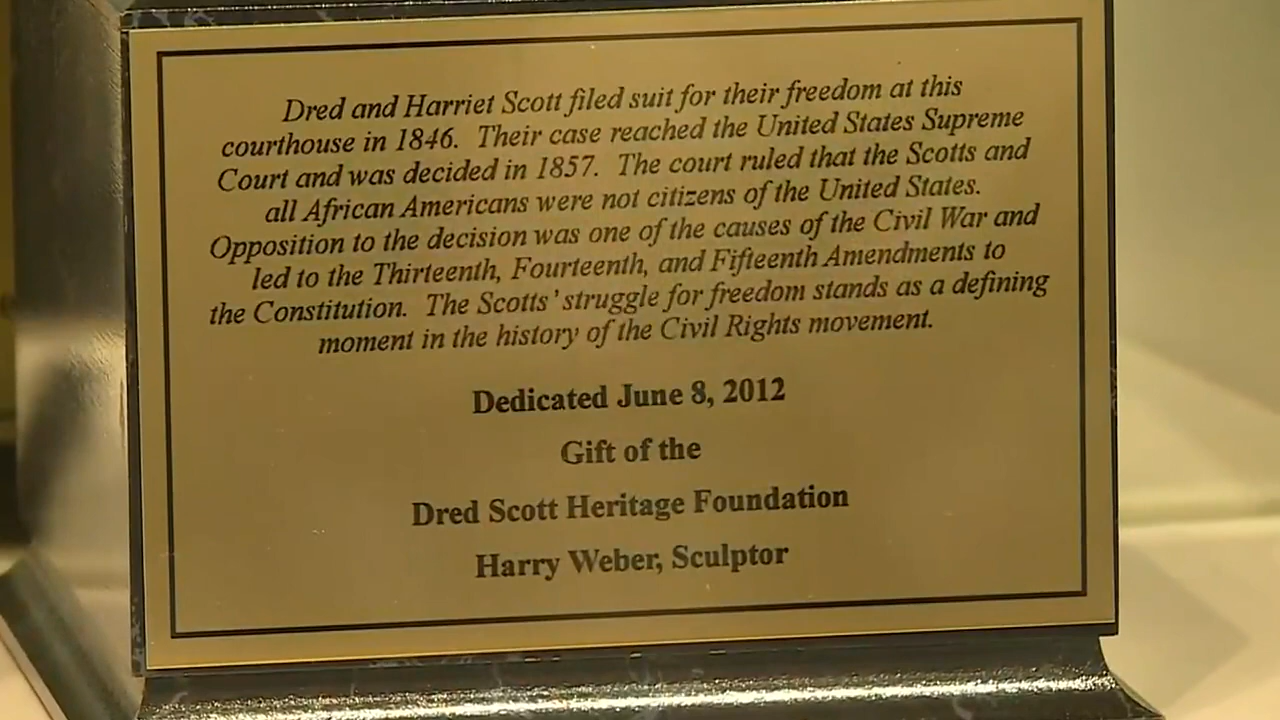 Dred and Harriet Scott filed suit for their freedom at this
courthouse in 1846. Their case reached the United States Supreme
Court and was decided in 1857. The court ruled that the Scotts and
all African Americans were not citizens of the United States.
Opposition to the decision was one of the causes of the Civil War and
led to the Thirteenth, Fourteenth, and Fifteenth Amendments to
the Constitution. The Scotts' struggle for freedom stands as a defining
moment in the history of the Civil Rights movement.
Dedicated June 8, 2012
Gift of the
Dred Scott Heritage Foundation
Harry Weber, Sculptor